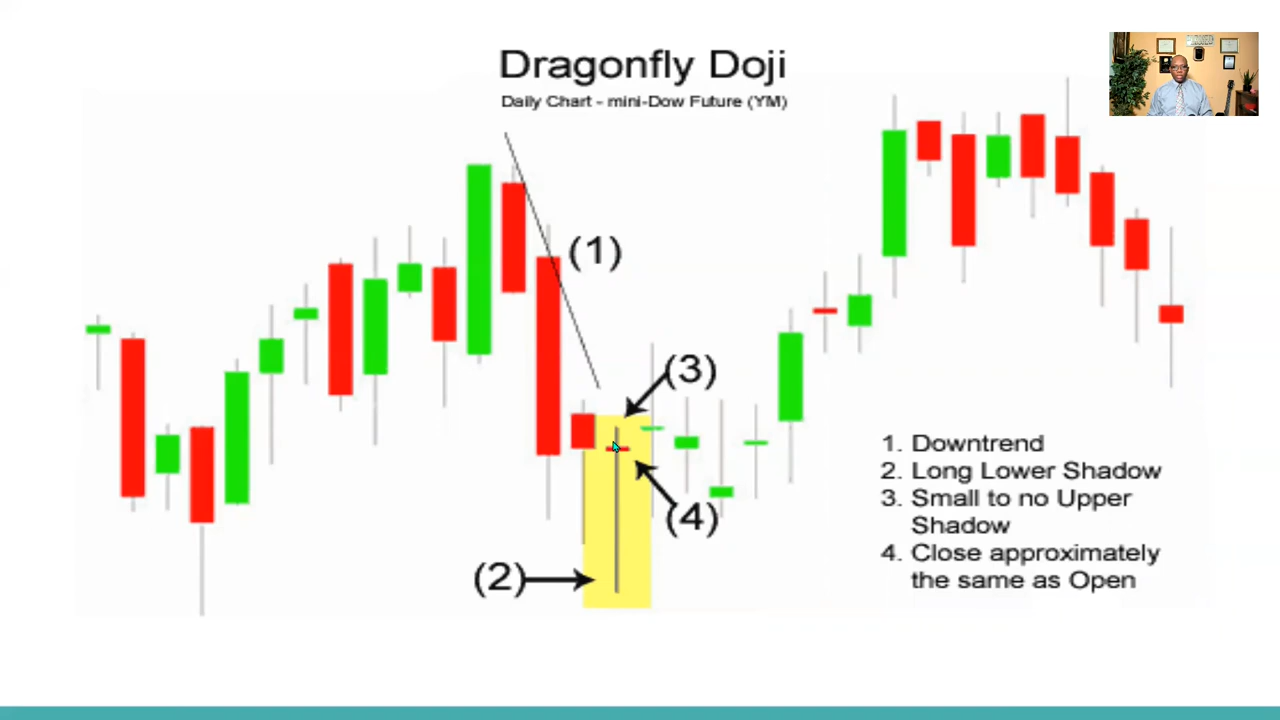 Dragonfly Doji
Daily Chart - mini-Dow Future (YM)
(1)
(3)
(4)
(2)
1. Downtrend
2. Long Lower Shadow
3. Small to no Upper
Shadow
4. Close approximately
the same as Open